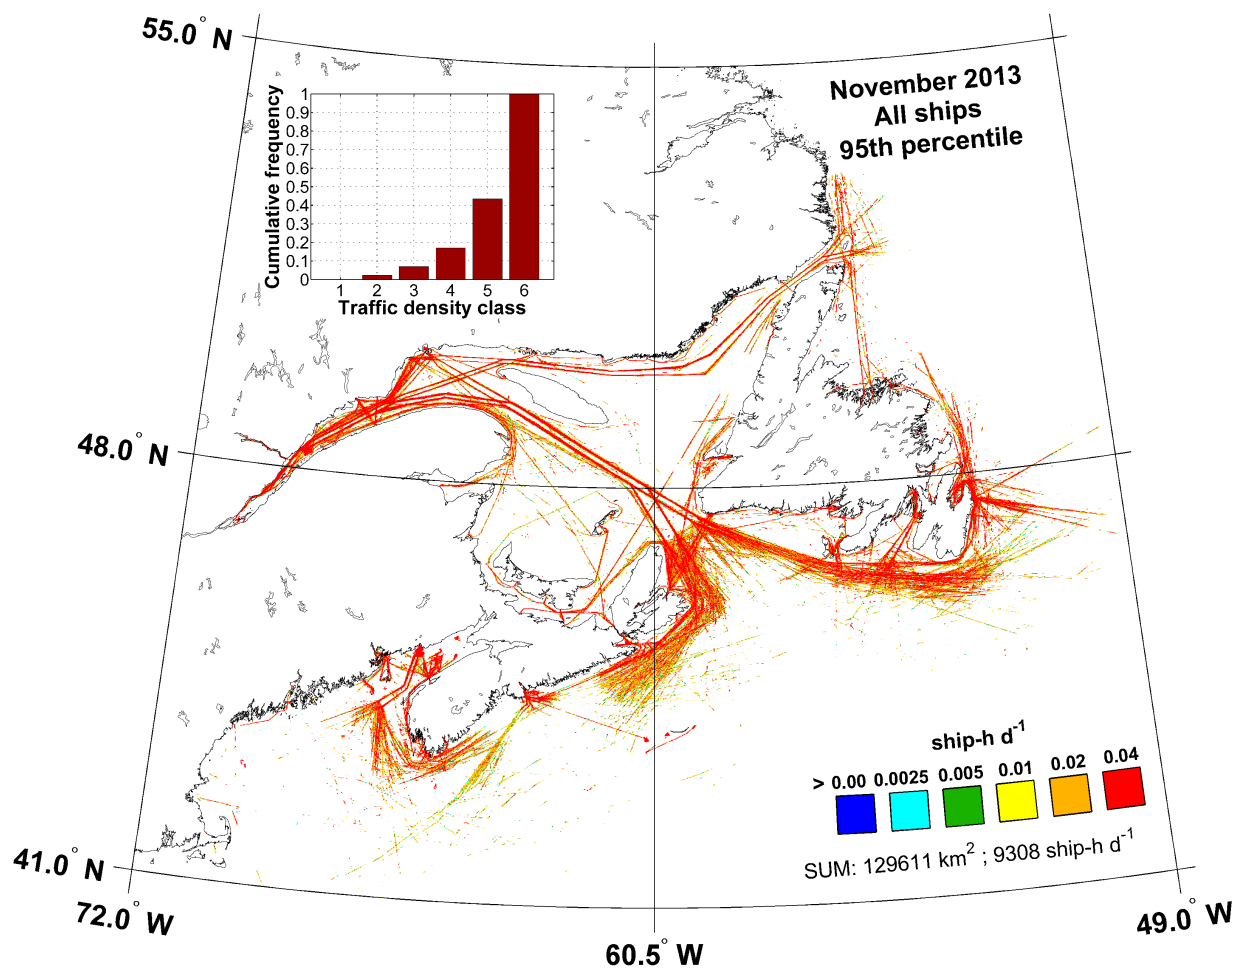 55.0° N
November 2013
All ships
95th percentile
Cumulative frequency
1
0.9
0.8
0.7
0.6
0.5
0.4
0.3
0.2
0.1
0
1 2 3 4 5 6
Traffic density class
48.0° N
ship-h d⁻¹
> 0.00 0.0025 0.005 0.01 0.02 0.04
SUM: 129611 km² ; 9308 ship-h d⁻¹
41.0° N
72.0° W
60.5° W
49.0° W